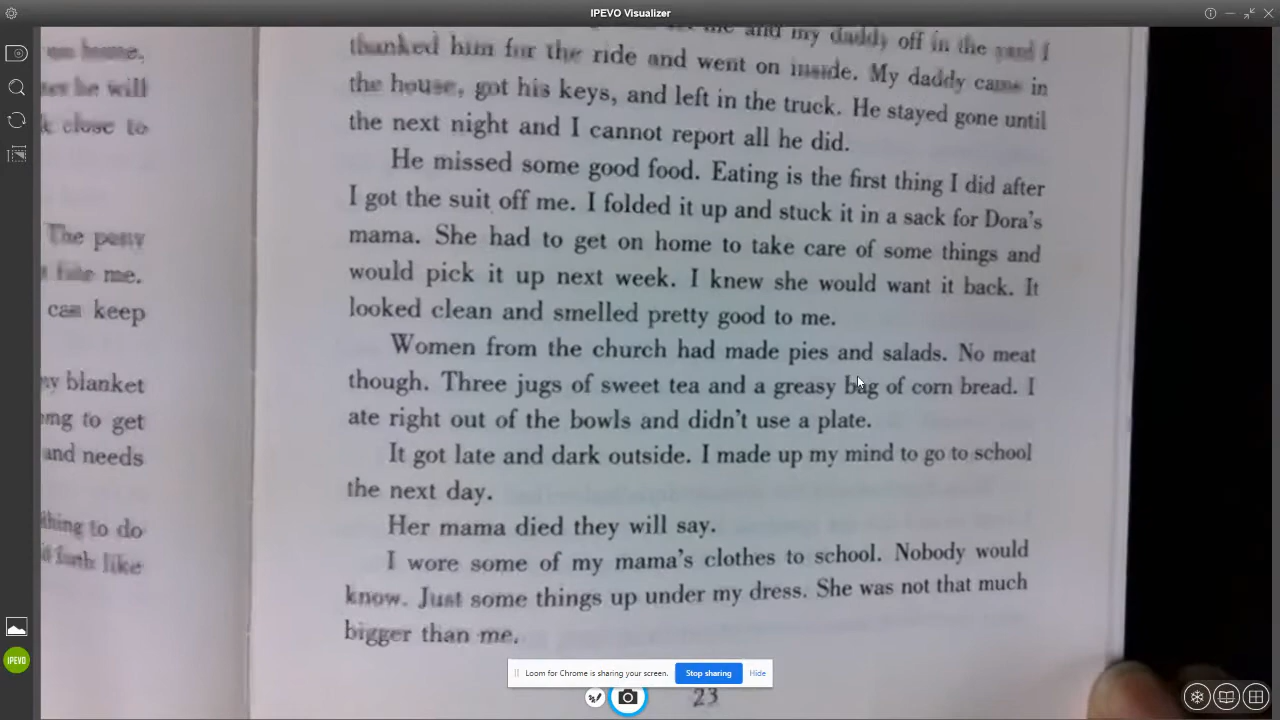 IPEVO Visualizer
me and my daddy off in the yard I
thanked him for the ride and went on inside. My daddy came in
the house, got his keys, and left in the truck. He stayed gone until
the next night and I cannot report all he did.
He missed some good food. Eating is the first thing I did after
I got the suit off me. I folded it up and stuck it in a sack for Dora's
mama. She had to get on home to take care of some things and
would pick it up next week. I knew she would want it back. It
looked clean and smelled pretty good to me.
Women from the church had made pies and salads. No meat
though. Three jugs of sweet tea and a greasy bag of corn bread. I
ate right out of the bowls and didn't use a plate.
It got late and dark outside. I made up my mind to go to school
the next day.
Her mama died they will say.
I wore some of my mama's clothes to school. Nobody would
know. Just some things up under my dress. She was not that much
bigger than me.
23
home,
he will
close to
The pony
me.
can keep
my blanket
to get
and needs
thing to do
like
Loom for Chrome is sharing your screen.
Stop sharing
Hide
IPEVO